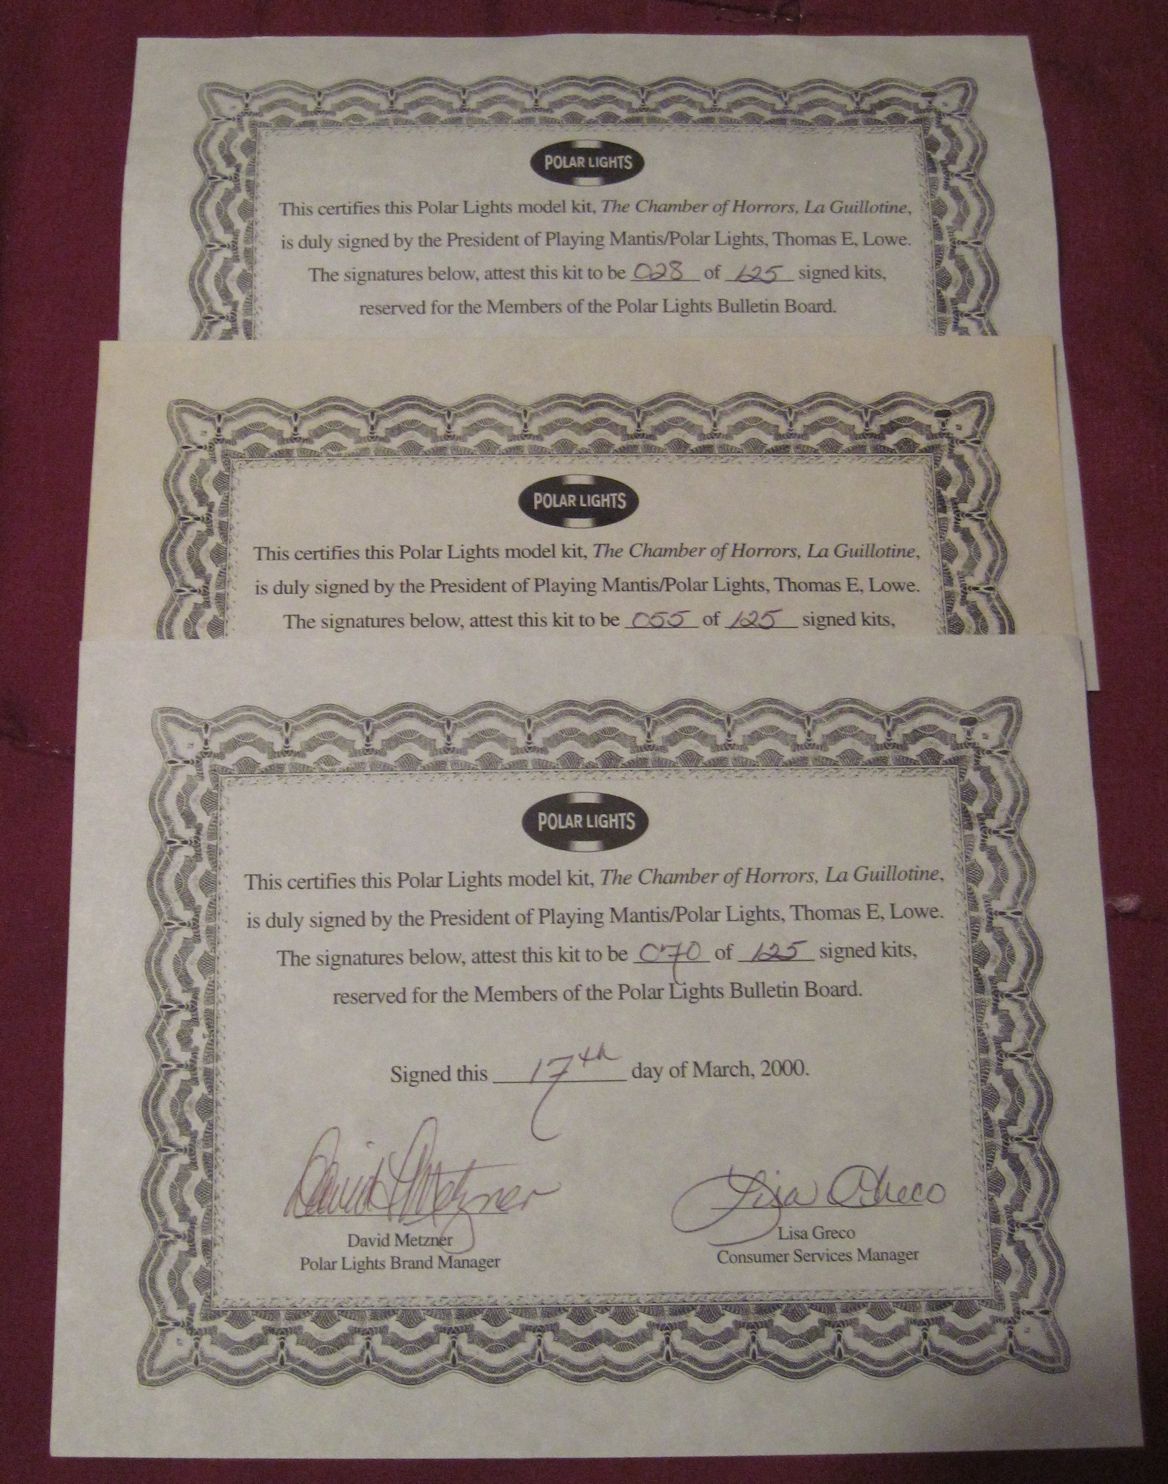 POLAR LIGHTS
This certifies this Polar Lights model kit, The Chamber of Horrors, La Guillotine,
is duly signed by the President of Playing Mantis/Polar Lights, Thomas E, Lowe.
The signatures below, attest this kit to be 028 of 125 signed kits,
reserved for the Members of the Polar Lights Bulletin Board.
POLAR LIGHTS
This certifies this Polar Lights model kit, The Chamber of Horrors, La Guillotine,
is duly signed by the President of Playing Mantis/Polar Lights, Thomas E, Lowe.
The signatures below, attest this kit to be 055 of 125 signed kits,
POLAR LIGHTS
This certifies this Polar Lights model kit, The Chamber of Horrors, La Guillotine,
is duly signed by the President of Playing Mantis/Polar Lights, Thomas E, Lowe.
The signatures below, attest this kit to be 070 of 125 signed kits,
reserved for the Members of the Polar Lights Bulletin Board.
Signed this 17th day of March, 2000.
David Metzner Lisa Greco
David Metzner Lisa Greco
Polar Lights Brand Manager Consumer Services Manager